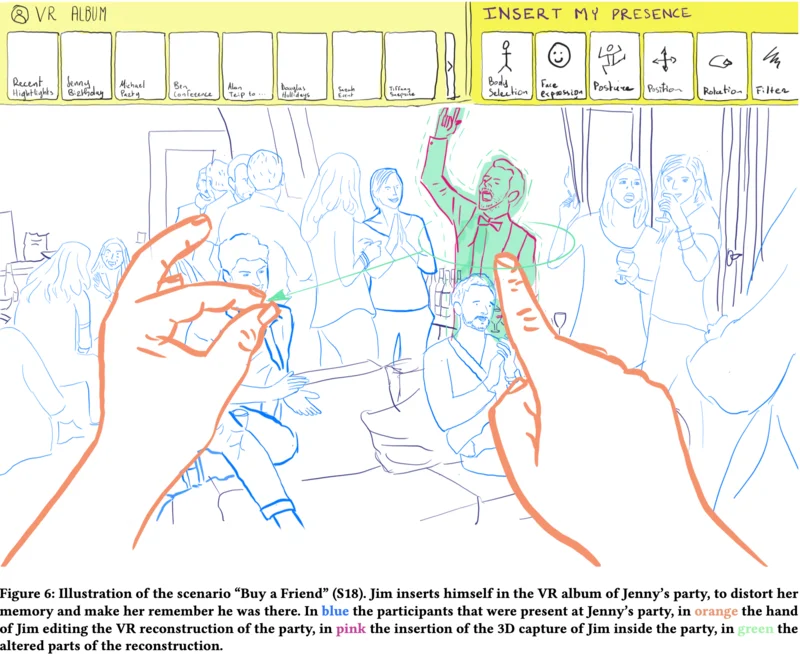 VR ALBUM
INSERT MY PRESENCE
Recent Hightlights
Jenny Birthday
Michael Party
Ben Conference
Alan Trip to ...
Douglas Hollidays
Sarah Event
Tiffany
Body Selection
Face Expression
Posture
Position
Rotation
Filter
Figure 6: Illustration of the scenario “Buy a Friend” (S18). Jim inserts himself in the VR album of Jenny’s party, to distort her
memory and make her remember he was there. In blue the participants that were present at Jenny’s party, in orange the hand
of Jim editing the VR reconstruction of the party, in pink the insertion of the 3D capture of Jim inside the party, in green the
altered parts of the reconstruction.